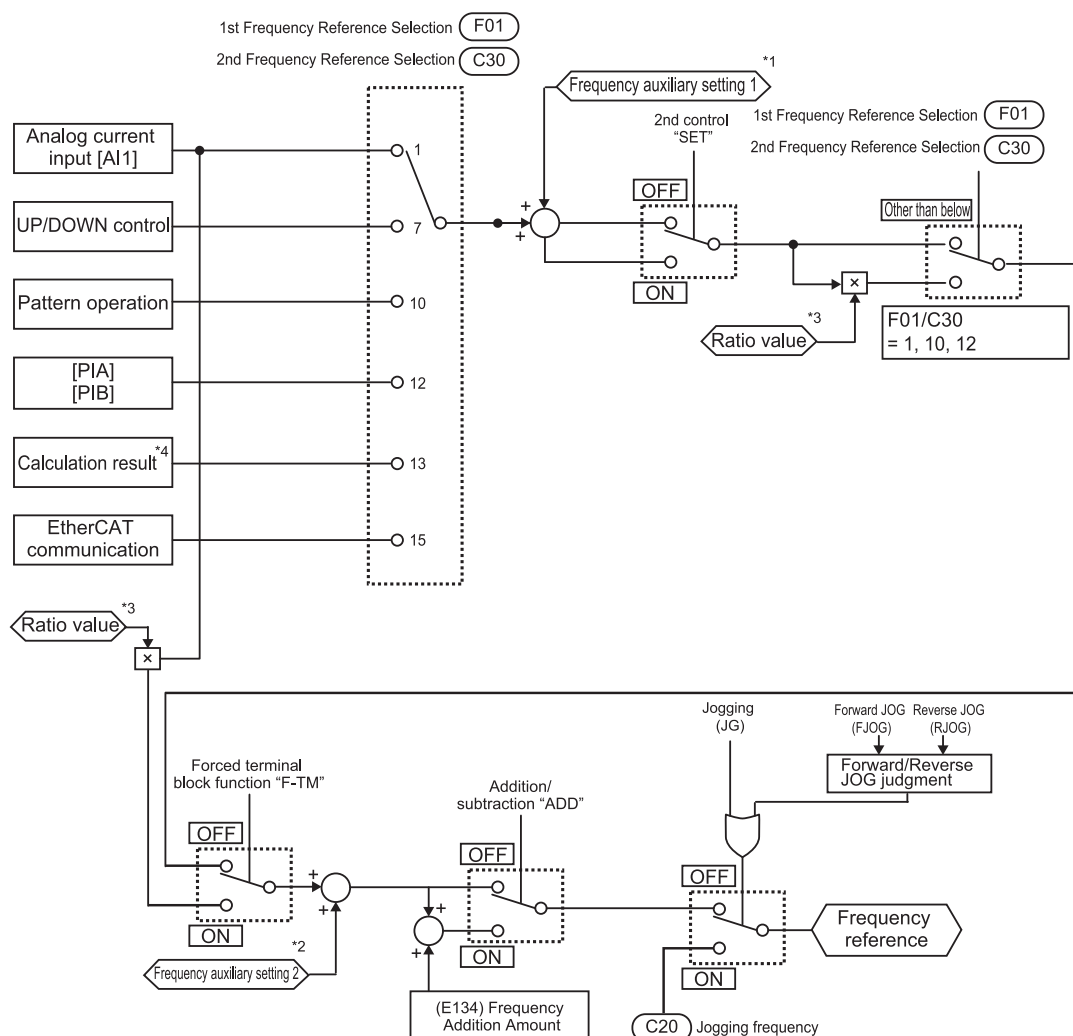 1st Frequency Reference Selection F01
2nd Frequency Reference Selection C30
*1
Frequency auxiliary setting 1
2nd control
“SET”
1st Frequency Reference Selection F01
2nd Frequency Reference Selection C30
Analog current
input [AI1]
1
OFF
Other than below
UP/DOWN control
7
+
+
ON
×
Pattern operation
10
*3
Ratio value
F01/C30
= 1, 10, 12
[PIA]
[PIB]
12
Calculation result*4
13
EtherCAT
communication
15
*3
Ratio value
×
Jogging
(JG)
Forward JOG
(FJOG)
Reverse JOG
(RJOG)
Forward/Reverse
JOG judgment
Forced terminal
block function “F-TM”
Addition/
subtraction “ADD”
OFF
OFF
OFF
+
+
+
+
ON
ON
ON
Frequency
reference
*2
Frequency auxiliary setting 2
(E134) Frequency
Addition Amount
C20 Jogging frequency